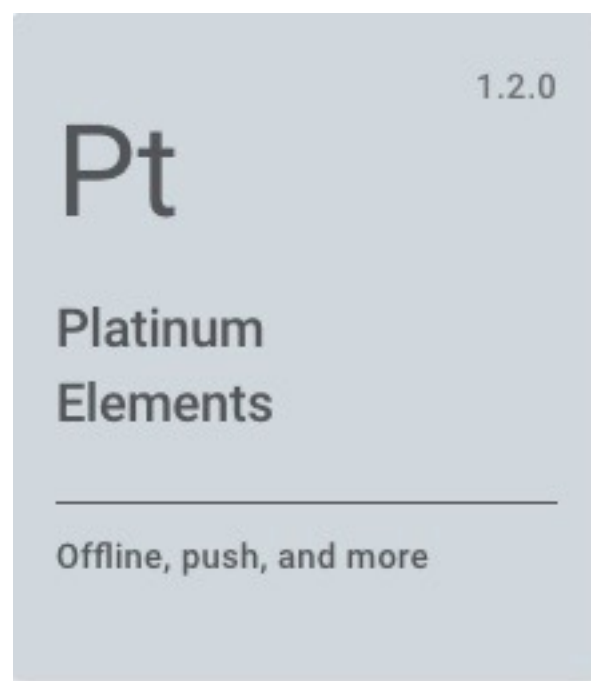 1.2.0
Pt
Platinum
Elements
Offline, push, and more